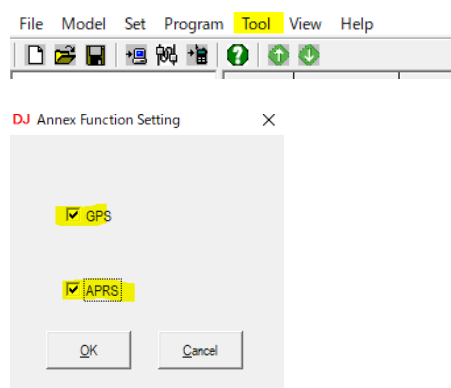 File Model Set Program Tool View Help
DJ Annex Function Setting
GPS
APRS
OK Cancel